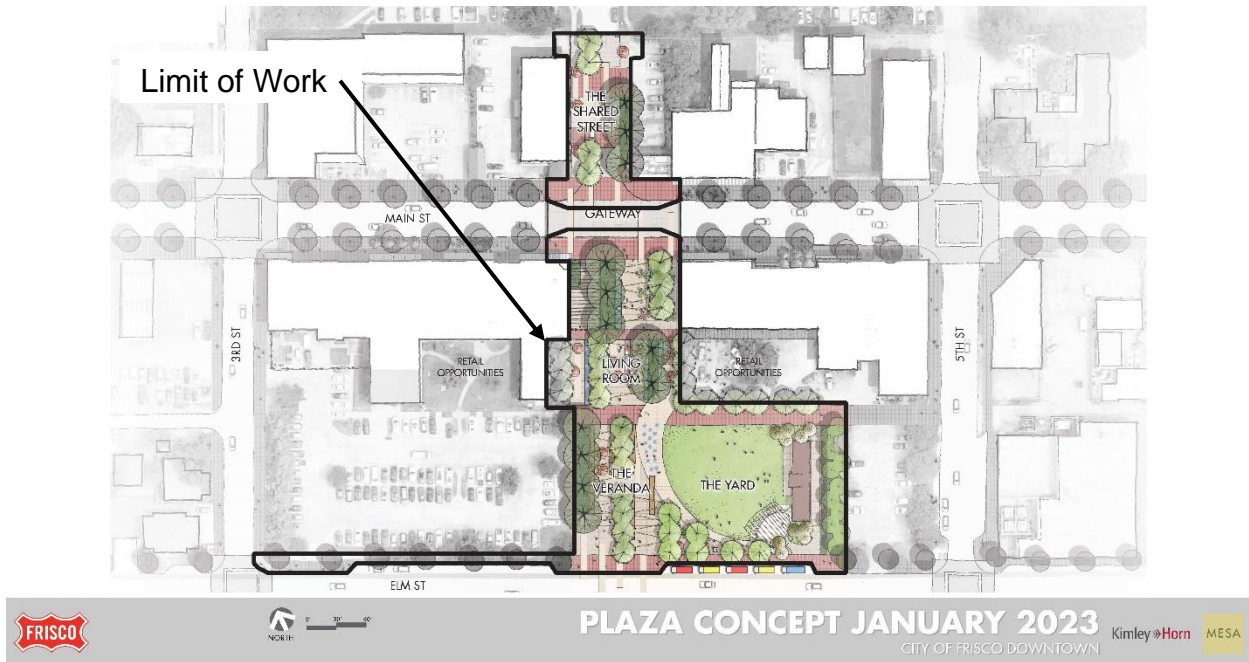 Limit of Work
THE
SHARED
STREET
MAIN ST
GATEWAY
3RD ST
5TH ST
RETAIL
OPPORTUNITIES
LIVING
ROOM
RETAIL
OPPORTUNITIES
THE
VERANDA
THE YARD
ELM ST
FRISCO
NORTH
PLAZA CONCEPT JANUARY 2023
CITY OF FRISCO DOWNTOWN
Kimley»Horn
MESA